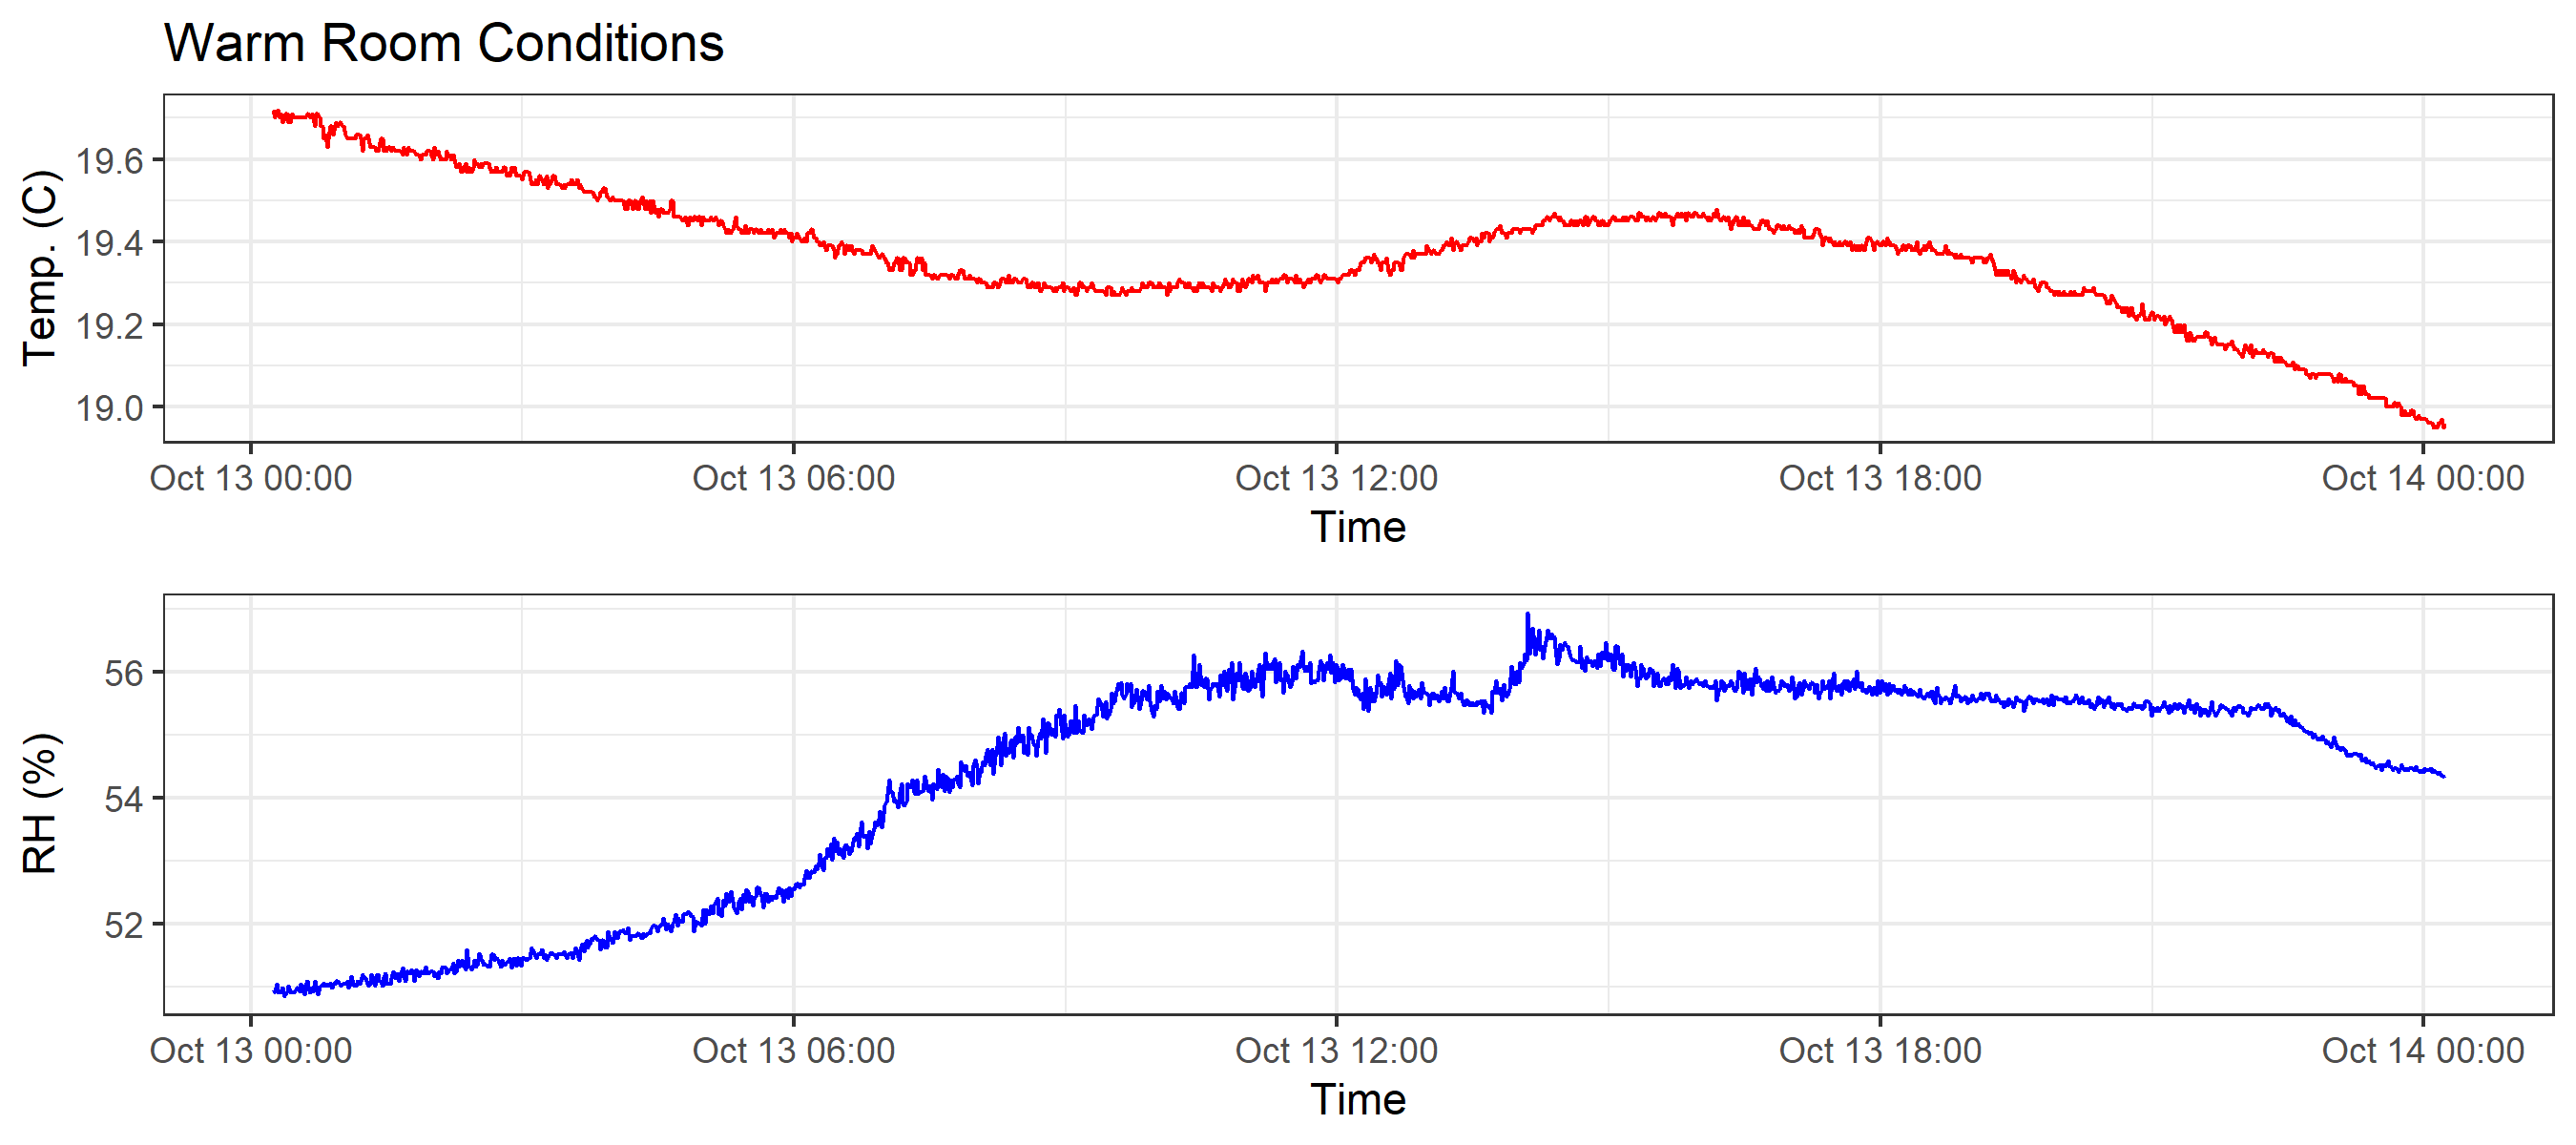 Warm Room Conditions
Temp. (C)
19.6
19.4
19.2
19.0
Oct 13 00:00 Oct 13 06:00 Oct 13 12:00 Oct 13 18:00 Oct 14 00:00
Time
RH (%)
56
54
52
Oct 13 00:00 Oct 13 06:00 Oct 13 12:00 Oct 13 18:00 Oct 14 00:00
Time